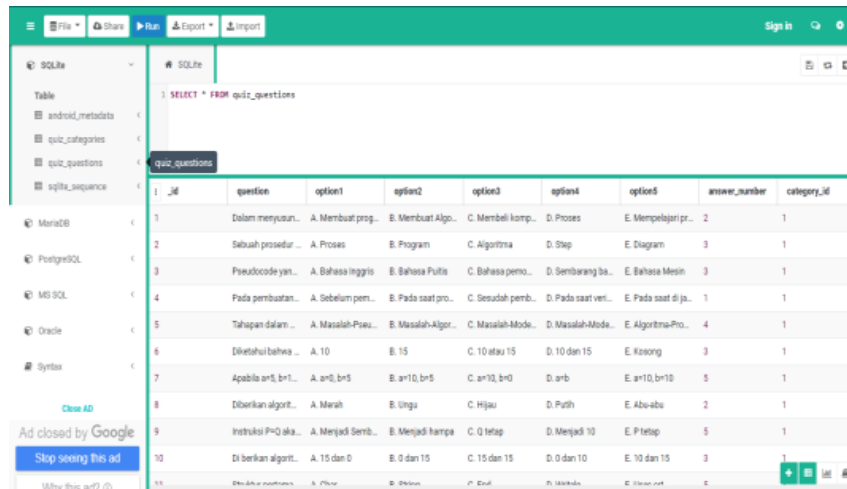 File Share Run Export Import Sign in
SQLite
SQLite
Table
android_metadata
quiz_categories
quiz_questions
sqlite_sequence
MariaDB
PostgreSQL
MS SQL
Oracle
Syntax
Close AD
Ad closed by Google
Stop seeing this ad
Why this ad?
1 SELECT * FROM quiz_questions
quiz_questions
_id question option1 option2 option3 option4 option5 answer_number category_id
1 Dalam menyusun... A. Membuat prog... B. Membuat Algo... C. Membeli komp... D. Proses E. Mempelajari pr... 2 1
2 Sebuah prosedur ... A. Proses B. Program C. Algoritma D. Step E. Diagram 3 1
3 Pseudocode yan... A. Bahasa Inggris B. Bahasa Puitis C. Bahasa pemo... D. Sembarang ba... E. Bahasa Mesin 3 1
4 Pada pembuatan... A. Sebelum pem... B. Pada saat pro... C. Sesudah pemb... D. Pada saat veri... E. Pada saat di ja... 1 1
5 Tahapan dalam ... A. Masalah-Pseu... B. Masalah-Algor... C. Masalah-Mode... D. Masalah-Mode... E. Algoritma-Pro... 4 1
6 Diketahui bahwa ... A. 10 B. 15 C. 10 atau 15 D. 10 dan 15 E. Kosong 3 1
7 Apabila a=5, b=1... A. a=0, b=5 B. a=10, b=5 C. a=10, b=0 D. a=b E. a=10, b=10 5 1
8 Diberikan algorit... A. Merah B. Ungu C. Hijau D. Putih E. Abu-abu 2 1
9 Instruksi P=Q aka... A. Menjadi Semb... B. Menjadi hampa C. Q tetap D. Menjadi 10 E. P tetap 5 1
10 Di berikan algorit... A. 15 dan 0 B. 0 dan 15 C. 15 dan 15 D. 0 dan 10 E. 10 dan 15 3 1